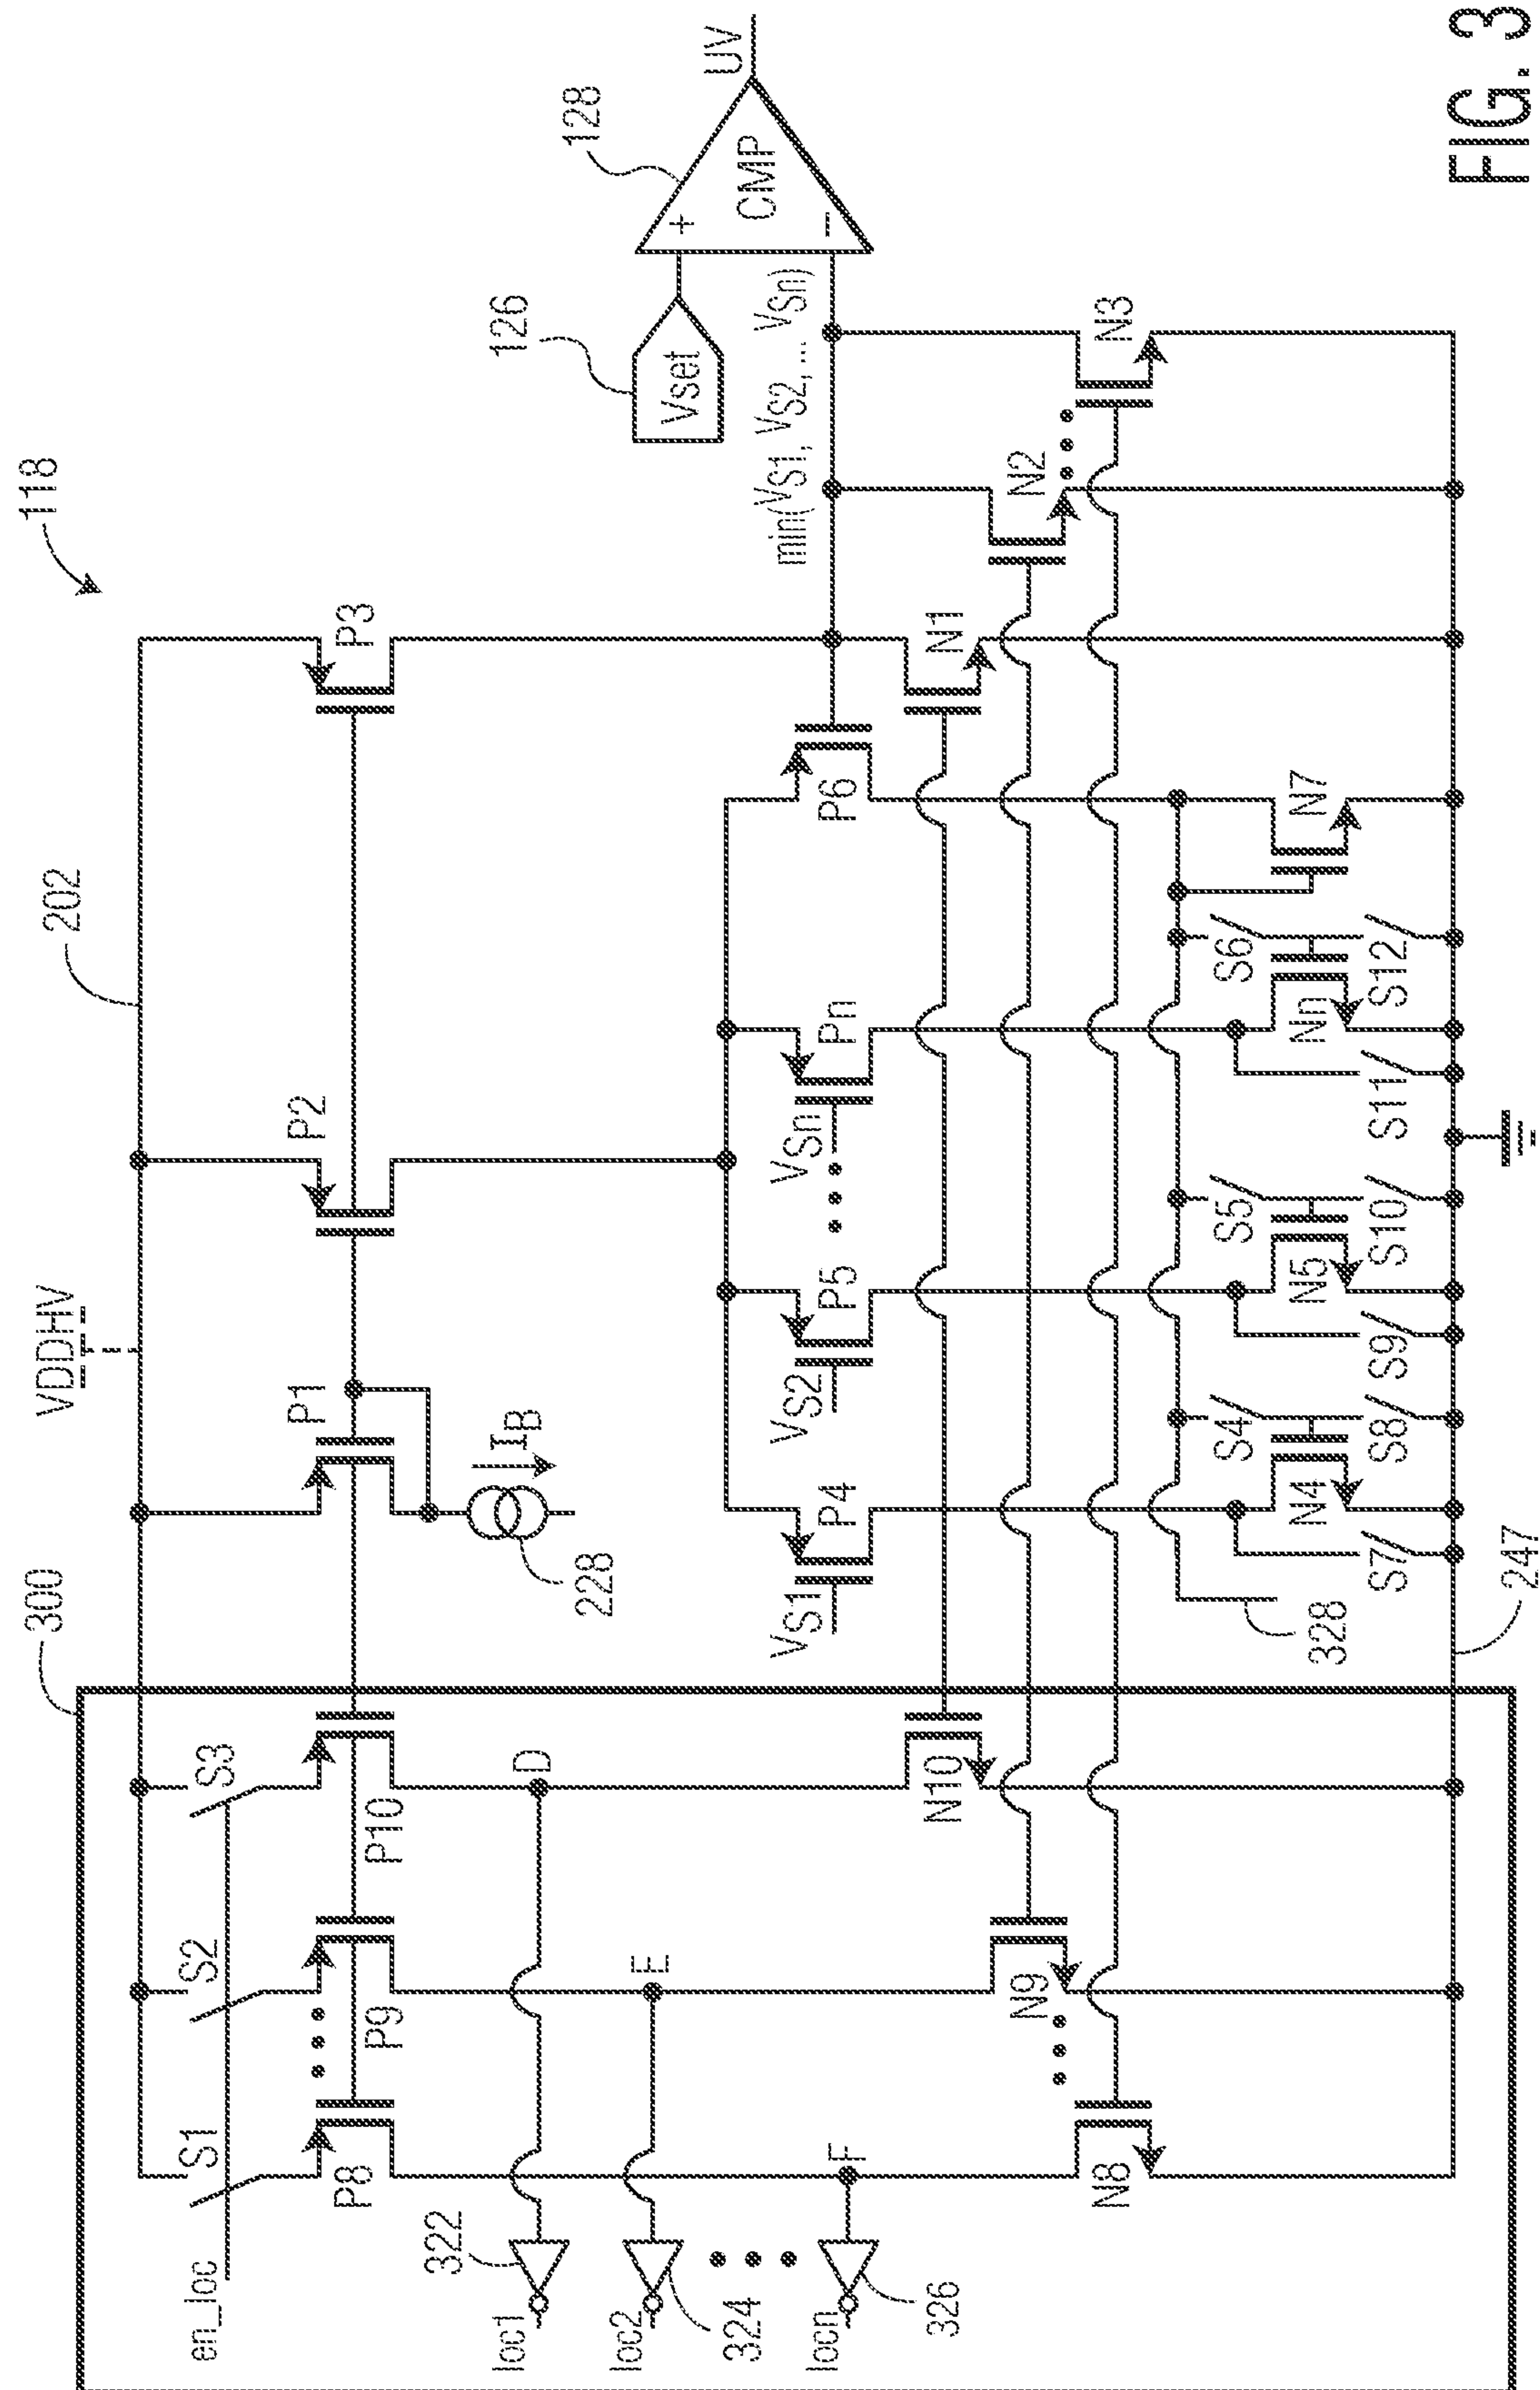 118
300
VDDHV
202
en_loc
S1
S2
S3
P8
P9
P10
P1
P2
P3
IB
228
322
loc1
loc2
324
locn
326
D
E
F
VS1
P4
VS2
P5
VSn
Pn
P6
126
Vset
128
+
CMP
−
UV
min(VS1, VS2, ... VSn)
N8
N9
N10
N1
N2
N3
328
S4
S5
S6
N4
N5
Nn
N7
S7
S8
S9
S10
S11
S12
247
FIG. 3